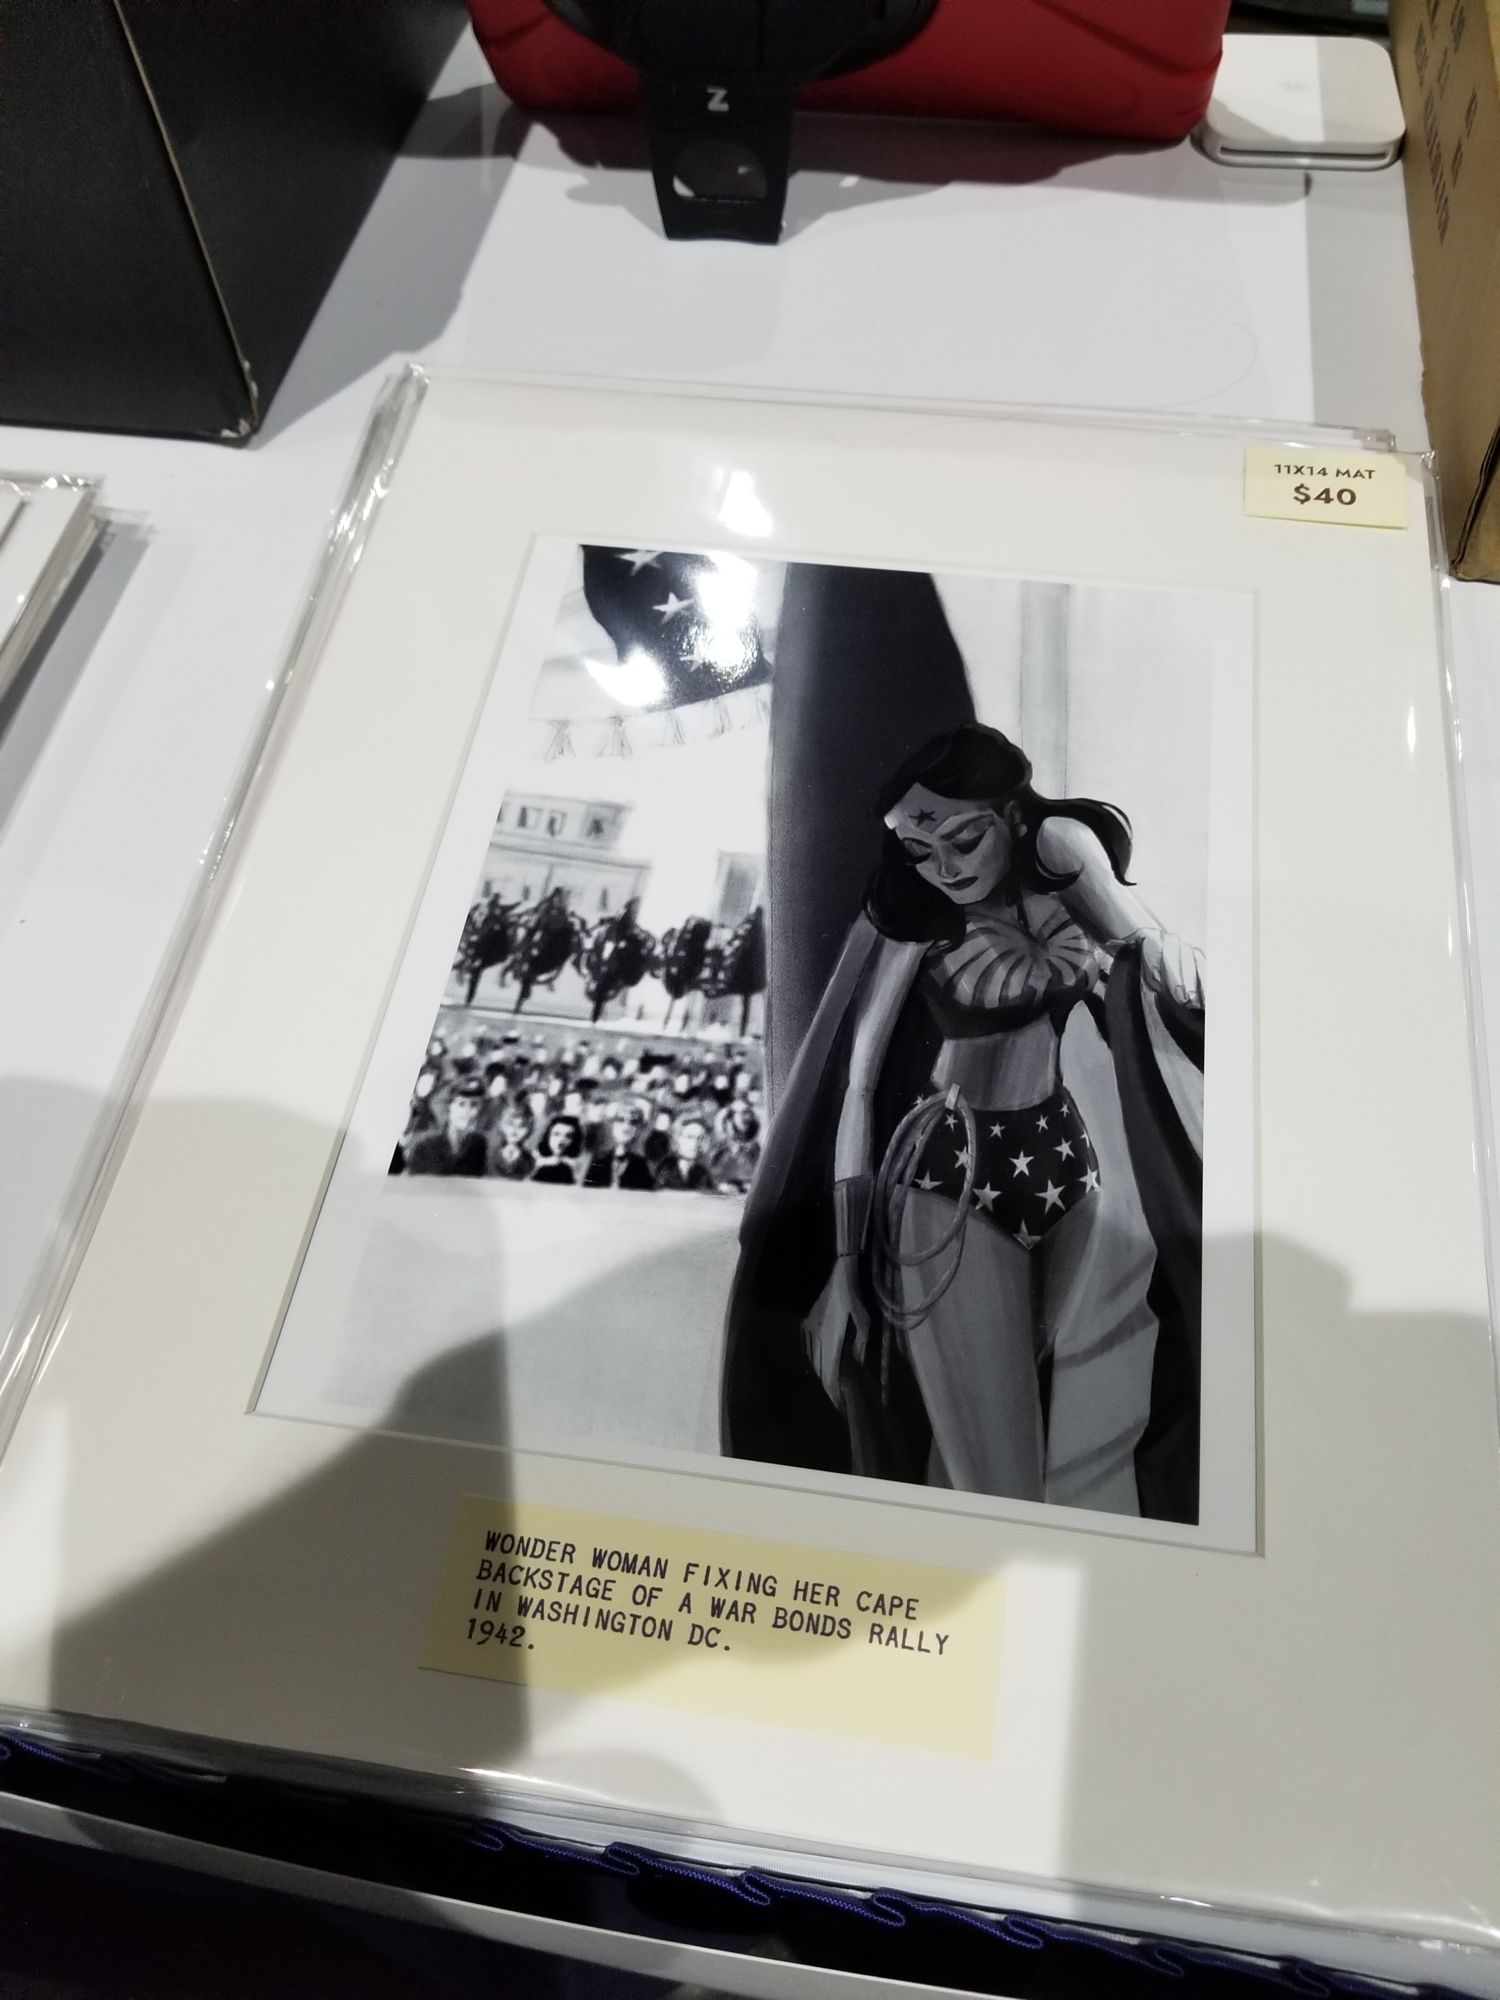 Z
11X14 MAT
$40
WONDER WOMAN FIXING HER CAPE
BACKSTAGE OF A WAR BONDS RALLY
IN WASHINGTON DC.
1942.